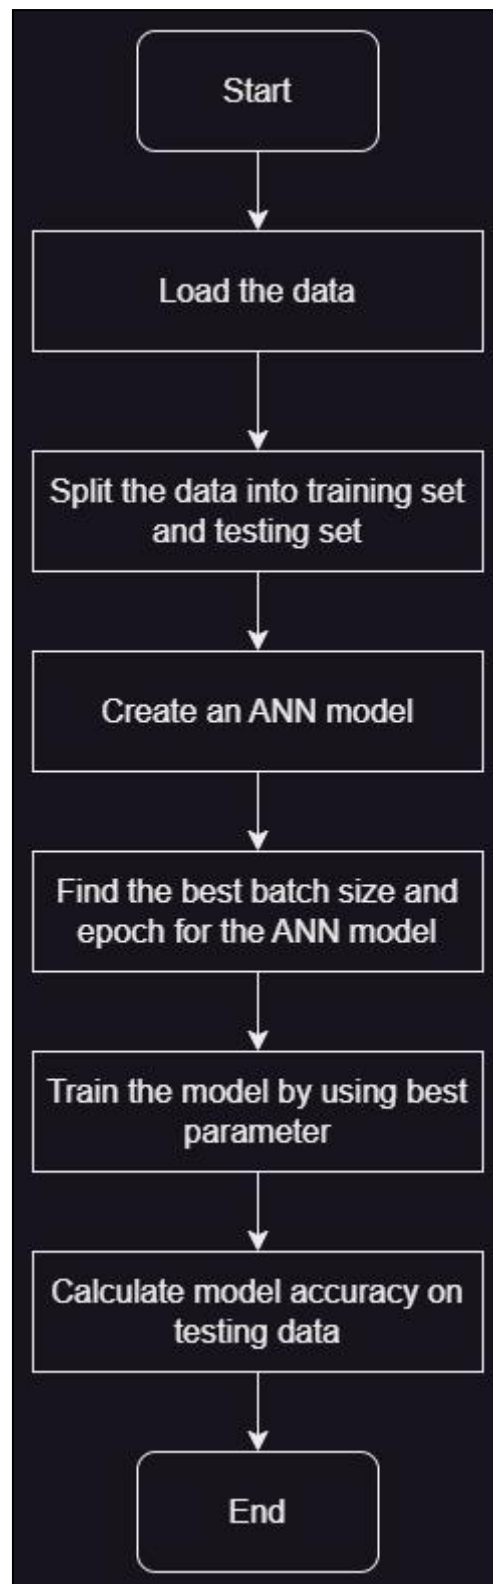 Start
Load the data
Split the data into training set
and testing set
Create an ANN model
Find the best batch size and
epoch for the ANN model
Train the model by using best
parameter
Calculate model accuracy on
testing data
End